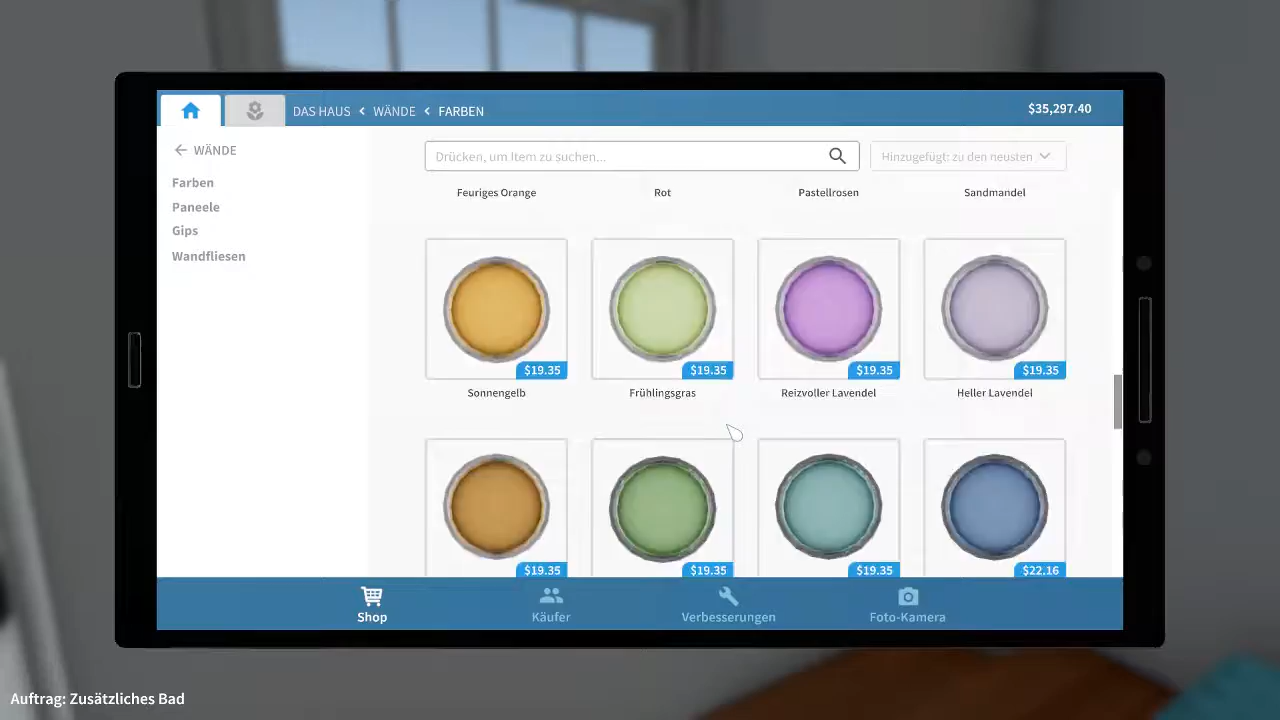 DAS HAUS < WÄNDE < FARBEN
$35,297.40
WÄNDE
Farben
Paneele
Gips
Wandfliesen
Drücken, um Item zu suchen...
Hinzugefügt: zu den neusten
Feuriges Orange
Rot
Pastellrosen
Sandmandel
$19.35
$19.35
$19.35
$19.35
Sonnengelb
Frühlingsgras
Reizvoller Lavendel
Heller Lavendel
$19.35
$19.35
$19.35
$22.16
Shop
Käufer
Verbesserungen
Foto-Kamera
Auftrag: Zusätzliches Bad